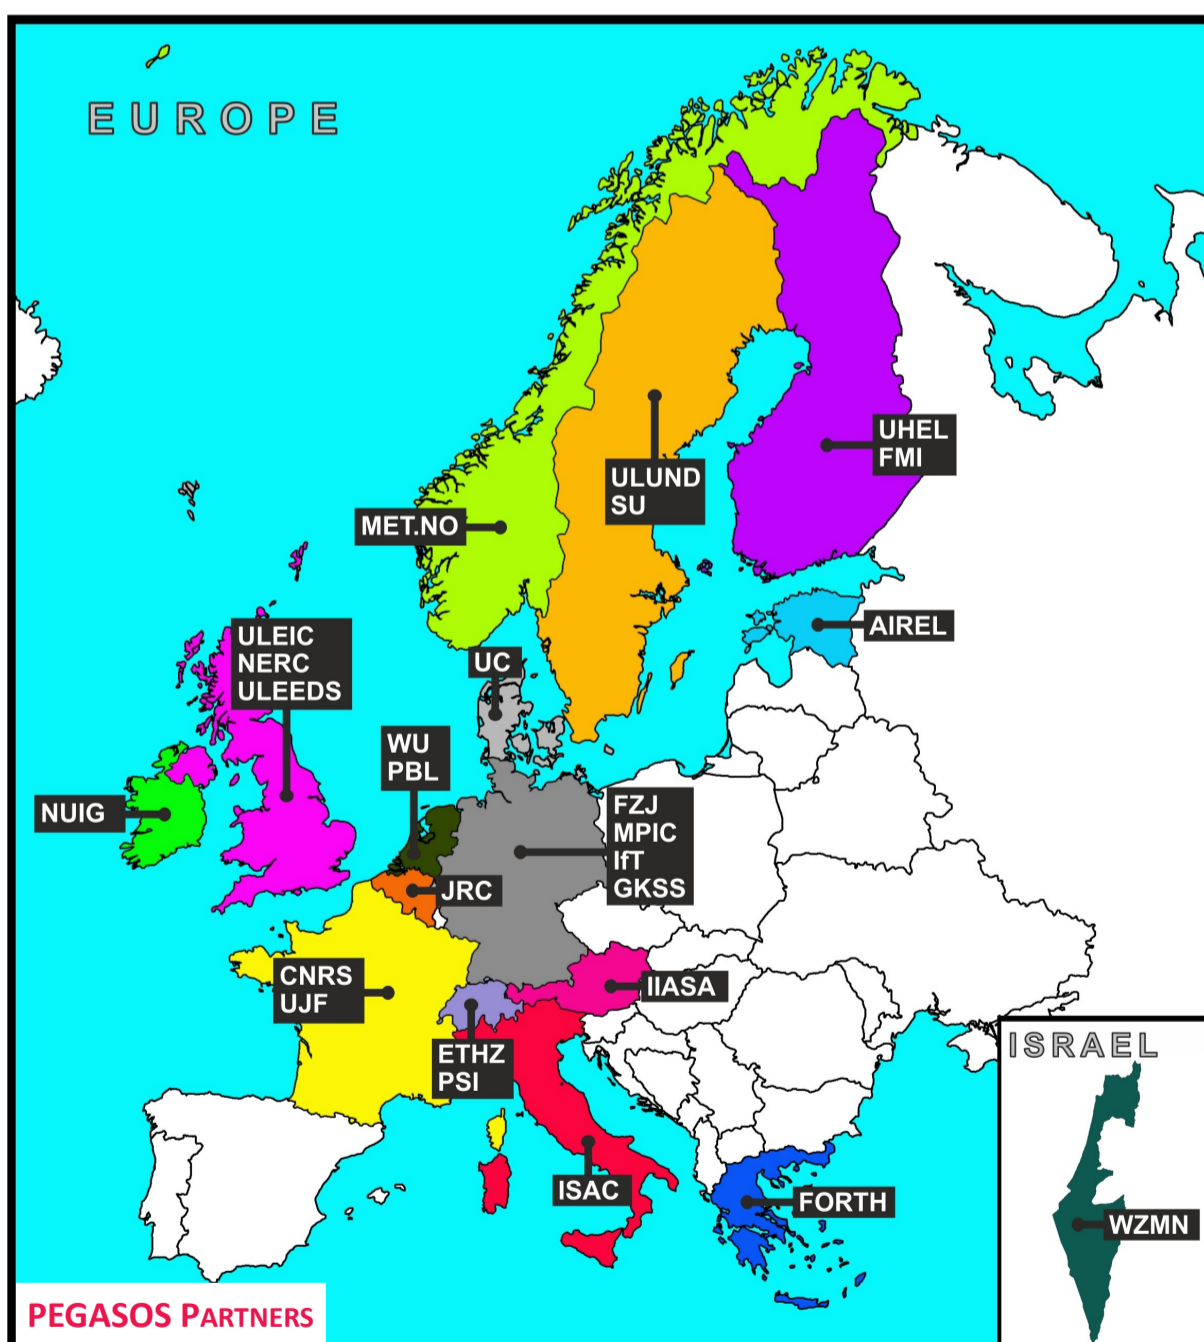 EUROPE
UHEL
FMI
ULUND
SU
MET.NO
AIREL
ULEIC
NERC
ULEEDS
UC
WU
PBL
NUIG
FZJ
MPIC
IfT
GKSS
JRC
CNRS
UJF
IIASA
ETHZ
PSI
ISAC
FORTH
ISRAEL
WZMN
PEGASOS PARTNERS